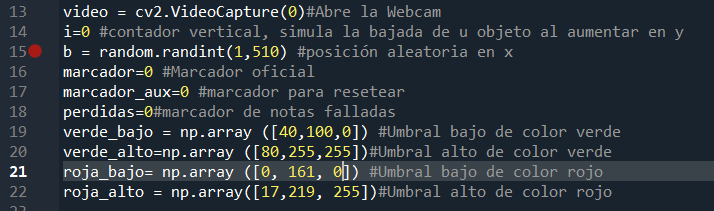 13 video = cv2.VideoCapture(0)#Abre la Webcam
14 i=0 #contador vertical, simula la bajada de u objeto al aumentar en y
15 b = random.randint(1,510) #posición aleatoria en x
16 marcador=0 #Marcador oficial
17 marcador_aux=0 #marcador para resetear
18 perdidas=0#marcador de notas falladas
19 verde_bajo = np.array ([40,100,0]) #Umbral bajo de color verde
20 verde_alto=np.array ([80,255,255])#Umbral alto de color verde
21 roja_bajo= np.array ([0, 161, 0]) #Umbral bajo de color rojo
22 roja_alto = np.array([17,219, 255])#Umbral alto de color rojo